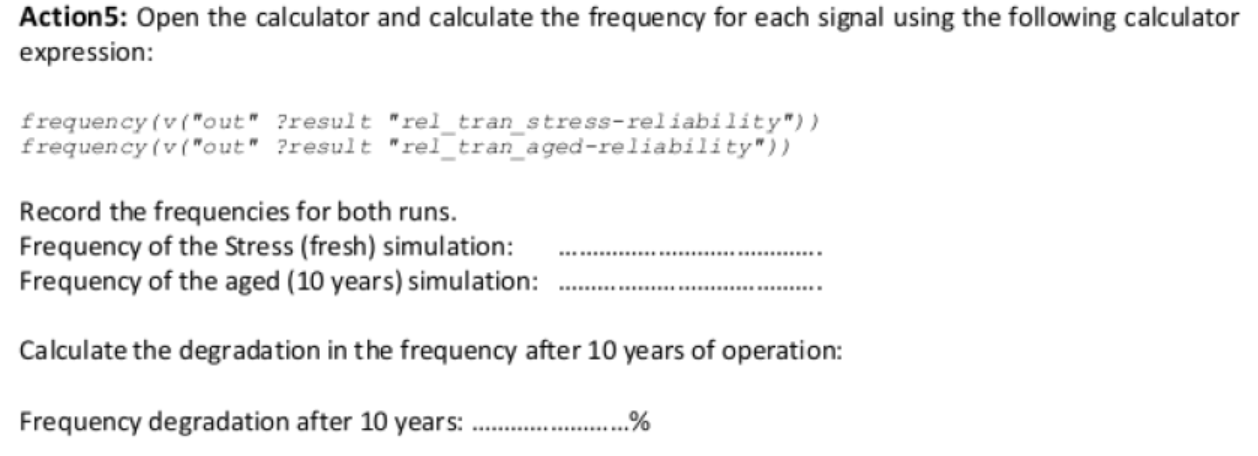 Action5: Open the calculator and calculate the frequency for each signal using the following calculator
expression:
frequency(v("out" ?result "rel_tran_stress-reliability"))
frequency(v("out" ?result "rel_tran_aged-reliability"))
Record the frequencies for both runs.
Frequency of the Stress (fresh) simulation: ........................................
Frequency of the aged (10 years) simulation: ........................................
Calculate the degradation in the frequency after 10 years of operation:
Frequency degradation after 10 years: ........................%